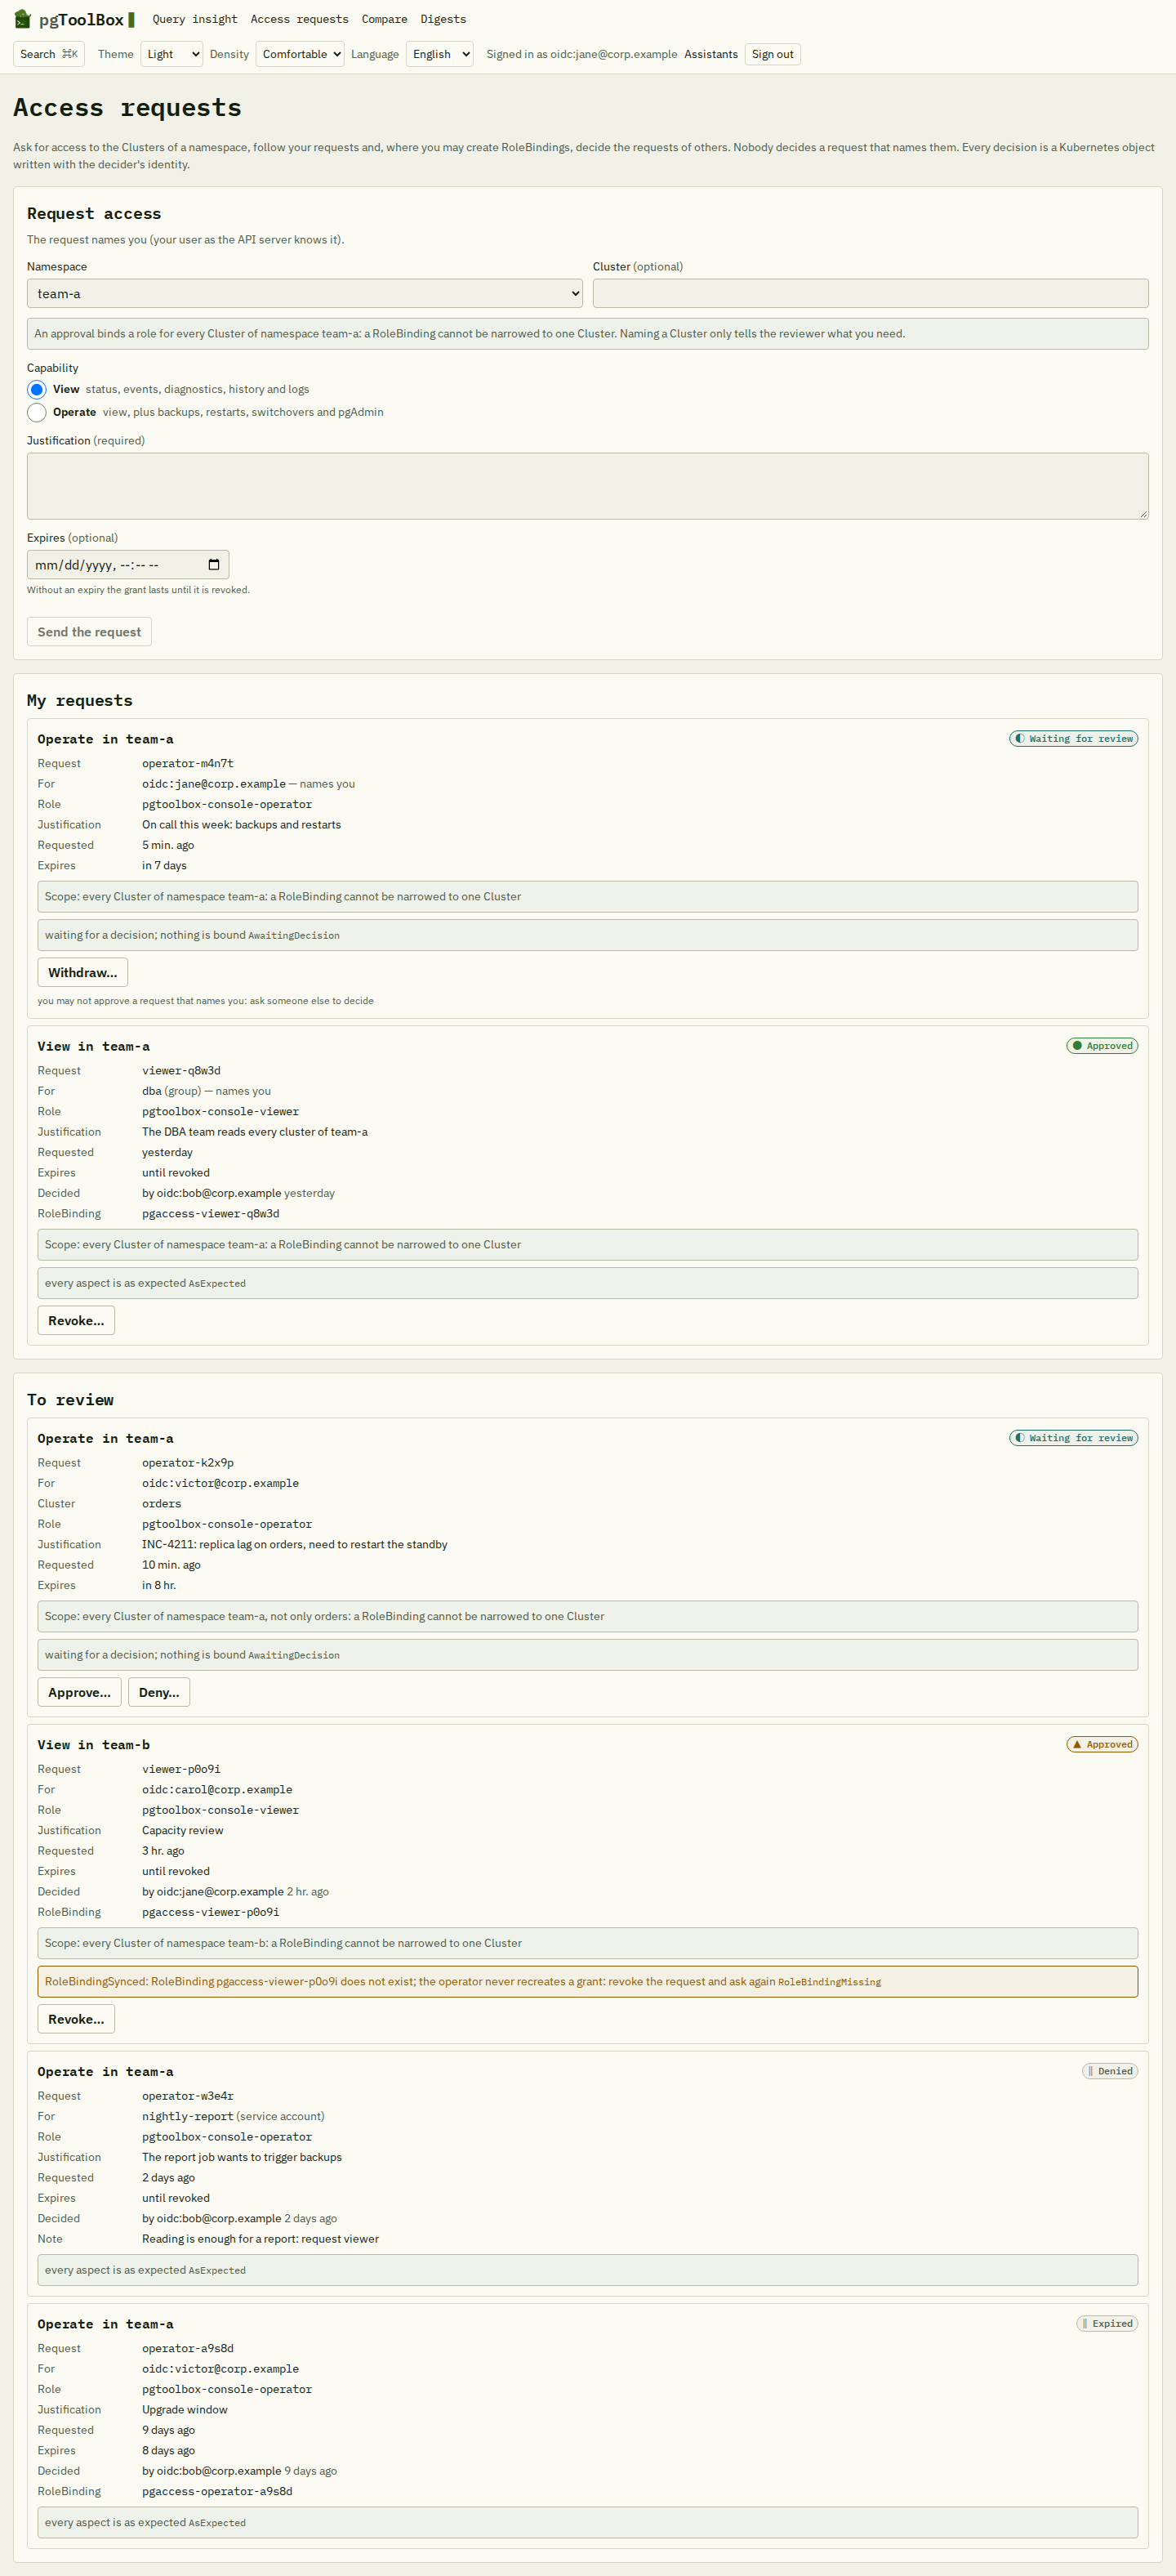 pgToolBox
Query insight Access requests Compare Digests
Search ⌘K Theme Light Density Comfortable Language English Signed in as oidc:jane@corp.example Assistants Sign out
Access requests
Ask for access to the Clusters of a namespace, follow your requests and, where you may create RoleBindings, decide the requests of others. Nobody decides a request that names them. Every decision is a Kubernetes object
written with the decider's identity.
Request access
The request names you (your user as the API server knows it).
Namespace Cluster (optional)
team-a
An approval binds a role for every Cluster of namespace team-a: a RoleBinding cannot be narrowed to one Cluster. Naming a Cluster only tells the reviewer what you need.
Capability
View status, events, diagnostics, history and logs
Operate view, plus backups, restarts, switchovers and pgAdmin
Justification (required)
Expires (optional)
mm/dd/yyyy, --:-- --
Without an expiry the grant lasts until it is revoked.
Send the request
My requests
Operate in team-a Waiting for review
Request operator-m4n7t
For oidc:jane@corp.example — names you
Role pgtoolbox-console-operator
Justification On call this week: backups and restarts
Requested 5 min. ago
Expires in 7 days
Scope: every Cluster of namespace team-a: a RoleBinding cannot be narrowed to one Cluster
waiting for a decision; nothing is bound AwaitingDecision
Withdraw...
you may not approve a request that names you: ask someone else to decide
View in team-a Approved
Request viewer-q8w3d
For dba (group) — names you
Role pgtoolbox-console-viewer
Justification The DBA team reads every cluster of team-a
Requested yesterday
Expires until revoked
Decided by oidc:bob@corp.example yesterday
RoleBinding pgaccess-viewer-q8w3d
Scope: every Cluster of namespace team-a: a RoleBinding cannot be narrowed to one Cluster
every aspect is as expected AsExpected
Revoke...
To review
Operate in team-a Waiting for review
Request operator-k2x9p
For oidc:victor@corp.example
Cluster orders
Role pgtoolbox-console-operator
Justification INC-4211: replica lag on orders, need to restart the standby
Requested 10 min. ago
Expires in 8 hr.
Scope: every Cluster of namespace team-a, not only orders: a RoleBinding cannot be narrowed to one Cluster
waiting for a decision; nothing is bound AwaitingDecision
Approve... Deny...
View in team-b Approved
Request viewer-p0o9i
For oidc:carol@corp.example
Role pgtoolbox-console-viewer
Justification Capacity review
Requested 3 hr. ago
Expires until revoked
Decided by oidc:jane@corp.example 2 hr. ago
RoleBinding pgaccess-viewer-p0o9i
Scope: every Cluster of namespace team-b: a RoleBinding cannot be narrowed to one Cluster
RoleBindingSynced: RoleBinding pgaccess-viewer-p0o9i does not exist; the operator never recreates a grant: revoke the request and ask again RoleBindingMissing
Revoke...
Operate in team-a Denied
Request operator-w3e4r
For nightly-report (service account)
Role pgtoolbox-console-operator
Justification The report job wants to trigger backups
Requested 2 days ago
Expires until revoked
Decided by oidc:bob@corp.example 2 days ago
Note Reading is enough for a report: request viewer
every aspect is as expected AsExpected
Operate in team-a Expired
Request operator-a9s8d
For oidc:victor@corp.example
Role pgtoolbox-console-operator
Justification Upgrade window
Requested 9 days ago
Expires 8 days ago
Decided by oidc:bob@corp.example 9 days ago
RoleBinding pgaccess-operator-a9s8d
every aspect is as expected AsExpected